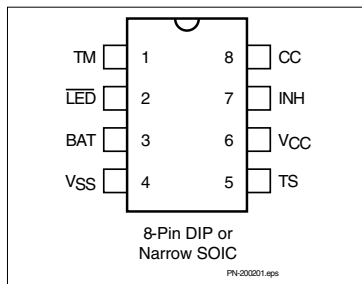 TM 1 8 CC
LED 2 7 INH
BAT 3 6 VCC
VSS 4 5 TS
8-Pin DIP or
Narrow SOIC
PN-200201.eps